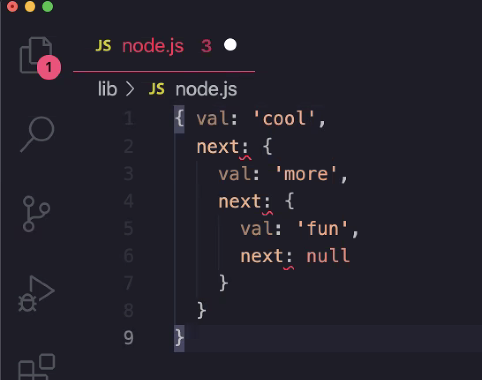 JS node.js 3
1
lib > JS node.js
1 { val: 'cool',
2 next: {
3 val: 'more',
4 next: {
5 val: 'fun',
6 next: null
7 }
8 }
9 }